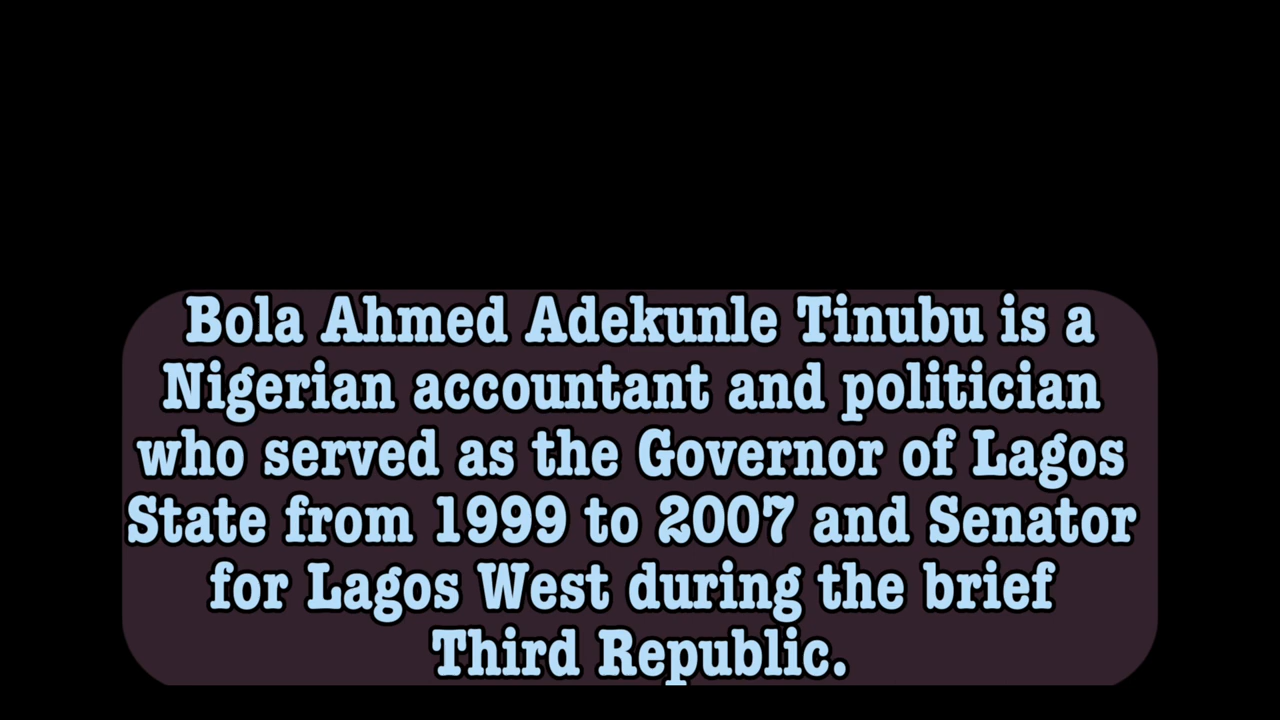 Bola Ahmed Adekunle Tinubu is a
Nigerian accountant and politician
who served as the Governor of Lagos
State from 1999 to 2007 and Senator
for Lagos West during the brief
Third Republic.